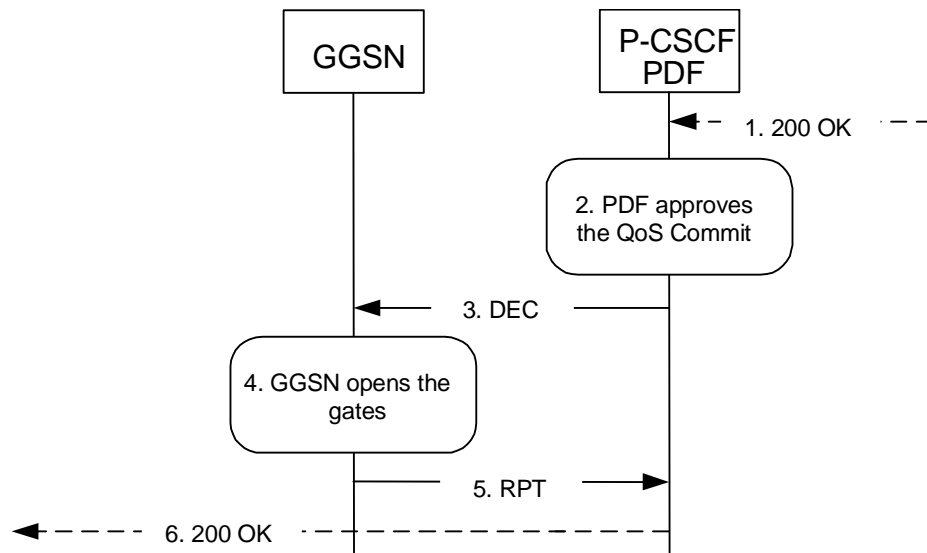 GGSN
P-CSCF
PDF
1. 200 OK
2. PDF approves
the QoS Commit
3. DEC
4. GGSN opens the
gates
5. RPT
6. 200 OK